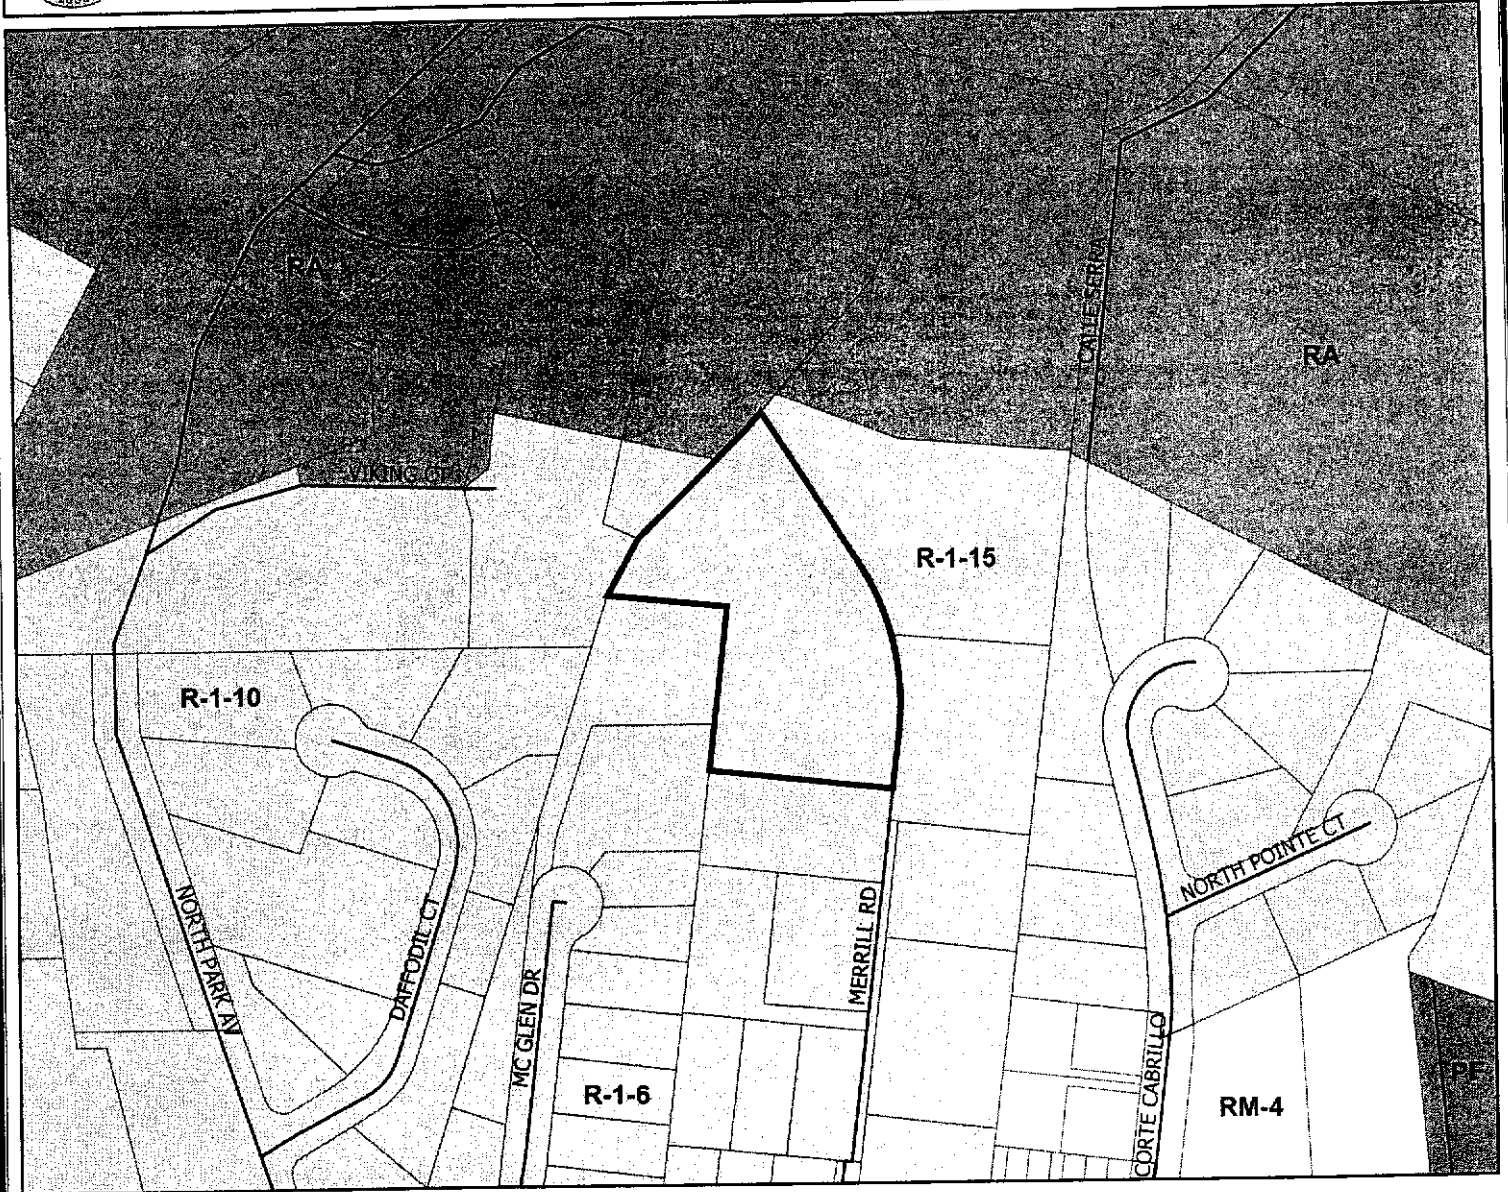 RA
CALLE SERRA
RA
VIKING CT
R-1-15
R-1-10
NORTH POINTE CT
NORTH PARK AV
DAFFODIL CT
MERRILL RD
MC GLEN DR
CORTE CABRILLO
R-1-6
RM-4
PF